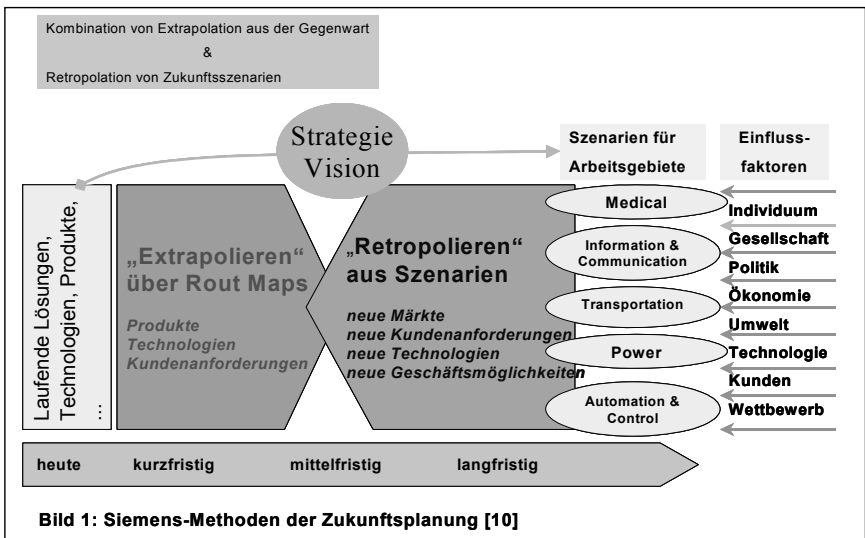 Kombination von Extrapolation aus der Gegenwart
&
Retropolation von Zukunftsszenarien
Strategie
Vision
Szenarien für
Arbeitsgebiete
Einfluss-
faktoren
Laufende Lösungen,
Technologien, Produkte,
...
„Extrapolieren“
über Rout Maps
Produkte
Technologien
Kundenanforderungen
„Retropolieren“
aus Szenarien
neue Märkte
neue Kundenanforderungen
neue Technologien
neue Geschäftsmöglichkeiten
Medical
Information &
Communication
Transportation
Power
Automation &
Control
Individuum
Gesellschaft
Politik
Ökonomie
Umwelt
Technologie
Kunden
Wettbewerb
heute kurzfristig mittelfristig langfristig
Bild 1: Siemens-Methoden der Zukunftsplanung [10]